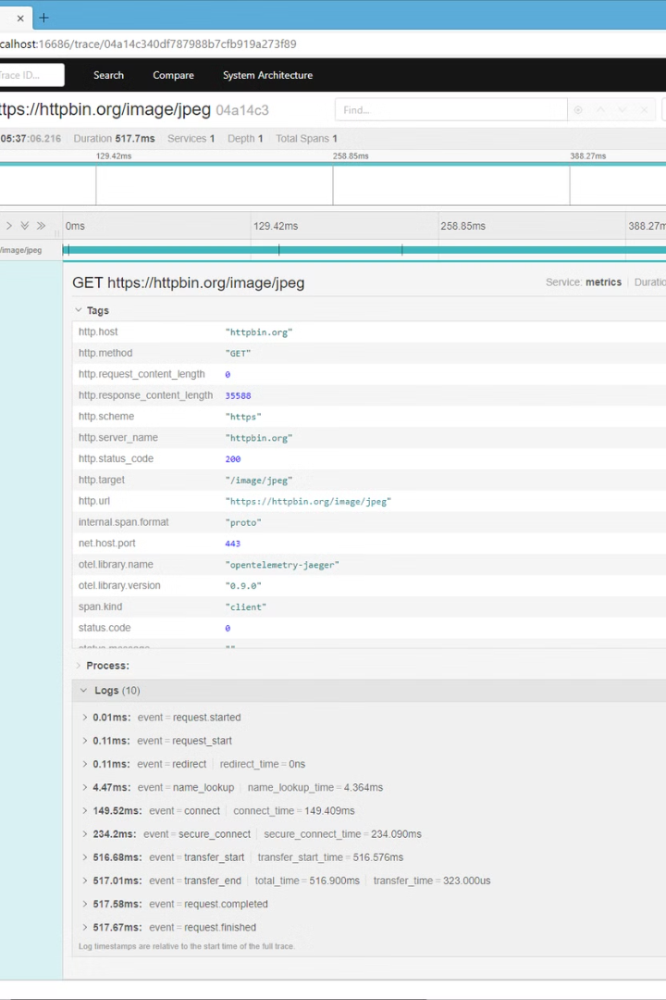 calhost:16686/trace/04a14c340df787988b7cfb919a273f89
Trace ID... Search Compare System Architecture
ttps://httpbin.org/image/jpeg 04a14c3 Find...
05:37:06.216 Duration 517.7ms Services 1 Depth 1 Total Spans 1
129.42ms 258.85ms 388.27ms
0ms 129.42ms 258.85ms 388.27m
/image/jpeg
GET https://httpbin.org/image/jpeg Service: metrics Duratio
Tags
http.host "httpbin.org"
http.method "GET"
http.request_content_length 0
http.response_content_length 35588
http.scheme "https"
http.server_name "httpbin.org"
http.status_code 200
http.target "/image/jpeg"
http.url "https://httpbin.org/image/jpeg"
internal.span.format "proto"
net.host.port 443
otel.library.name "opentelemetry-jaeger"
otel.library.version "0.9.0"
span.kind "client"
status.code 0
status.message ""
Process:
Logs (10)
0.01ms: event = request.started
0.11ms: event = request_start
0.11ms: event = redirect redirect_time = 0ns
4.47ms: event = name_lookup name_lookup_time = 4.364ms
149.52ms: event = connect connect_time = 149.409ms
234.2ms: event = secure_connect secure_connect_time = 234.090ms
516.68ms: event = transfer_start transfer_start_time = 516.576ms
517.01ms: event = transfer_end total_time = 516.900ms transfer_time = 323.000us
517.58ms: event = request.completed
517.67ms: event = request.finished
Log timestamps are relative to the start time of the full trace.